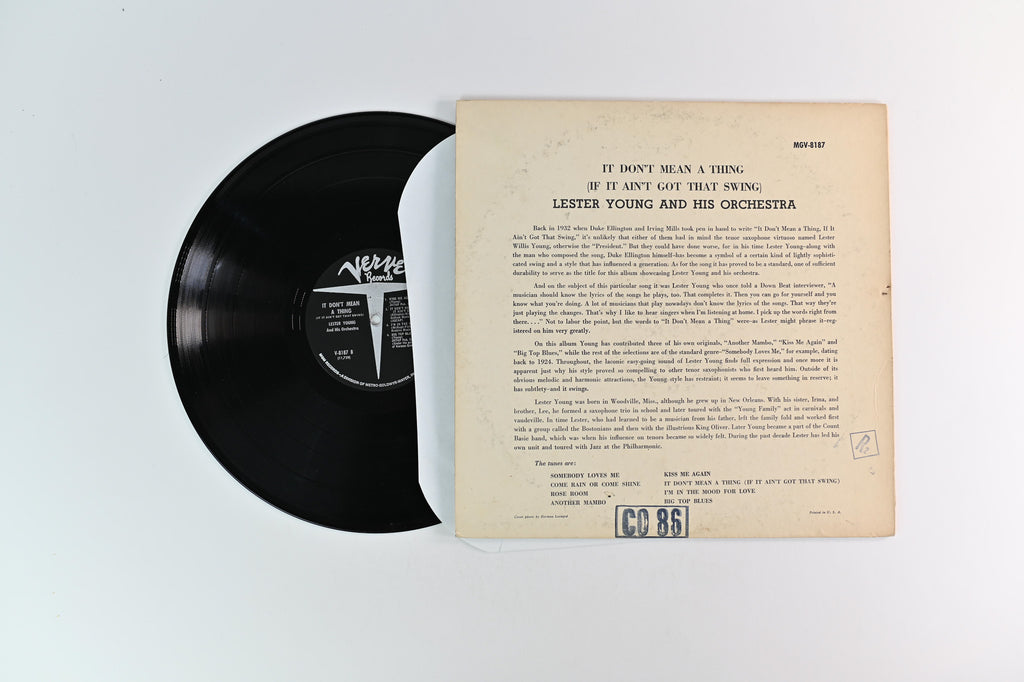 Verve
Records
IT DON'T MEAN
A THING
(IF IT AIN'T GOT THAT SWING)
LESTER YOUNG
And His Orchestra
V-8187 B
MGV-8187
IT DON'T MEAN A THING
(IF IT AIN'T GOT THAT SWING)
LESTER YOUNG AND HIS ORCHESTRA
Back in 1932 when Duke Ellington and Irving Mills took pen in hand to write "It Don't Mean a Thing, If It
Ain't Got That Swing," it's unlikely that either of them had in mind the tenor saxophone virtuoso named Lester
Willis Young, otherwise the "President." But they could have done worse, for in his time Lester Young-along with
the man who composed the song, Duke Ellington himself-has become a symbol of a certain kind of lightly sophisti-
cated swing and a style that has influenced a generation. As for the song it has proved to be a standard, one of sufficient
durability to serve as the title for this album showcasing Lester Young and his orchestra.
And on the subject of this particular song it was Lester Young who once told a Down Beat interviewer, "A
musician should know the lyrics of the songs he plays, too. That completes it. Then you can go for yourself and you
know what you're doing. A lot of musicians that play nowadays don't know the lyrics of the songs. That way they're
just playing the changes. That's why I like to hear singers when I'm listening at home. I pick up the words right from
there. . . ." Not to labor the point, but the words to "It Don't Mean a Thing" were-as Lester might phrase it-reg-
istered on him very greatly.
On this album Young has contributed three of his own originals, "Another Mambo," "Kiss Me Again" and
"Big Top Blues," while the rest of the selections are of the standard genre-"Somebody Loves Me," for example, dating
back to 1924. Throughout, the laconic easy-going sound of Lester Young finds full expression and once more it is
apparent just why his style proved so compelling to other tenor saxophonists who first heard him. Outside of its
obvious melodic and harmonic attractions, the Young style has restraint; it seems to leave something in reserve; it
has subtlety-and it swings.
Lester Young was born in Woodville, Miss., although he grew up in New Orleans. With his sister, Irma, and
brother, Lee, he formed a saxophone trio in school and later toured with the "Young Family" act in carnivals and
vaudeville. In time Lester, who had learned to be a musician from his father, left the family fold and worked first
with a group called the Bostonians and then with the illustrious King Oliver. Later Young became a part of the Count
Basie band, which was when his influence on tenors became so widely felt. During the past decade Lester has led his
own unit and toured with Jazz at the Philharmonic.
The tunes are:
SOMEBODY LOVES ME
COME RAIN OR COME SHINE
ROSE ROOM
ANOTHER MAMBO
KISS ME AGAIN
IT DON'T MEAN A THING (IF IT AIN'T GOT THAT SWING)
I'M IN THE MOOD FOR LOVE
BIG TOP BLUES
Cover photo by Herman Leonard
Printed in U. S. A.
CO 86